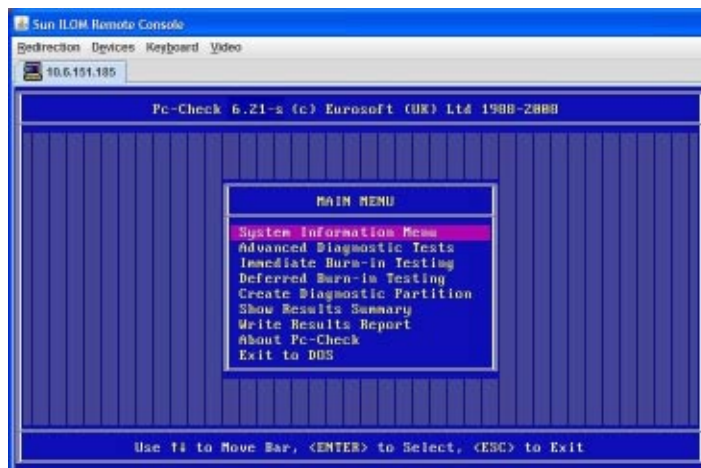 Sun ILOM Remote Console
Redirection Devices Keyboard Video
10.6.151.185
Pc-Check 6.21-s (c) Eurosoft (UK) Ltd 1988-2008
MAIN MENU
System Information Menu
Advanced Diagnostic Tests
Immediate Burn-in Testing
Deferred Burn-in Testing
Create Diagnostic Partition
Show Results Summary
Write Results Report
About Pc-Check
Exit to DOS
Use ↑↓ to Move Bar, <ENTER> to Select, <ESC> to Exit